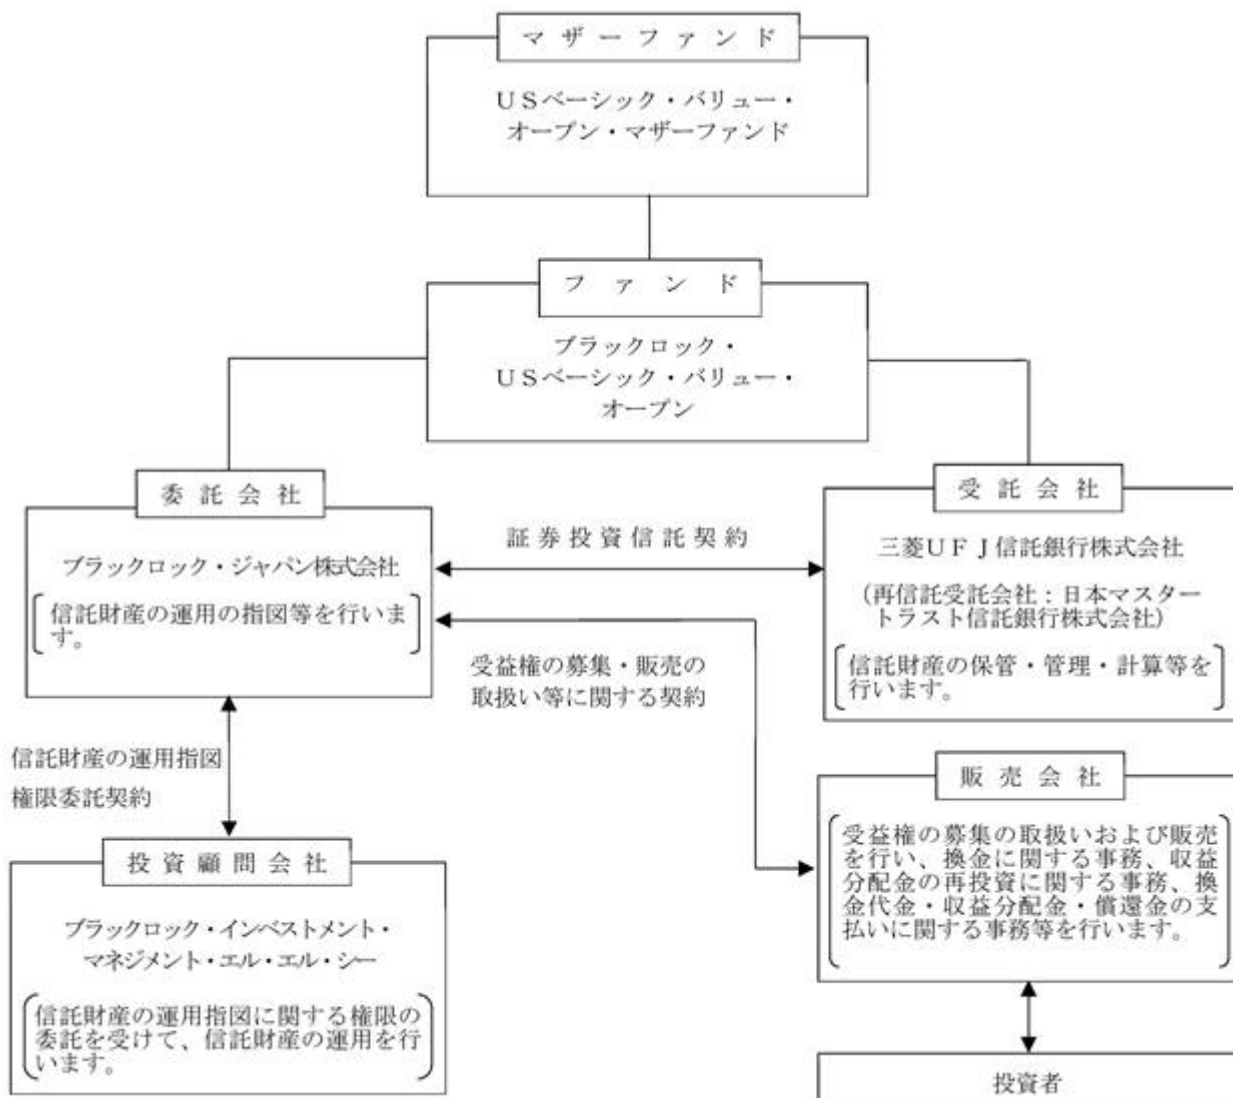 マザーファンド
ＵＳベーシック・バリュー・
オープン・マザーファンド
ファンド
ブラックロック・
ＵＳベーシック・バリュー・
オープン
委託会社
ブラックロック・ジャパン株式会社
信託財産の運用の指図等を行いま
す。
証券投資信託契約
受託会社
三菱ＵＦＪ信託銀行株式会社
（再信託受託会社：日本マスター
トラスト信託銀行株式会社）
信託財産の保管・管理・計算等を
行います。
受益権の募集・販売の
取扱い等に関する契約
信託財産の運用指図
権限委託契約
販売会社
受益権の募集の取扱いおよび販売
を行い、換金に関する事務、収益
分配金の再投資に関する事務、換
金代金・収益分配金・償還金の支
払いに関する事務等を行います。
投資顧問会社
ブラックロック・インベストメント・
マネジメント・エル・エル・シー
信託財産の運用指図に関する権限の
委託を受けて、信託財産の運用を行
います。
投資者